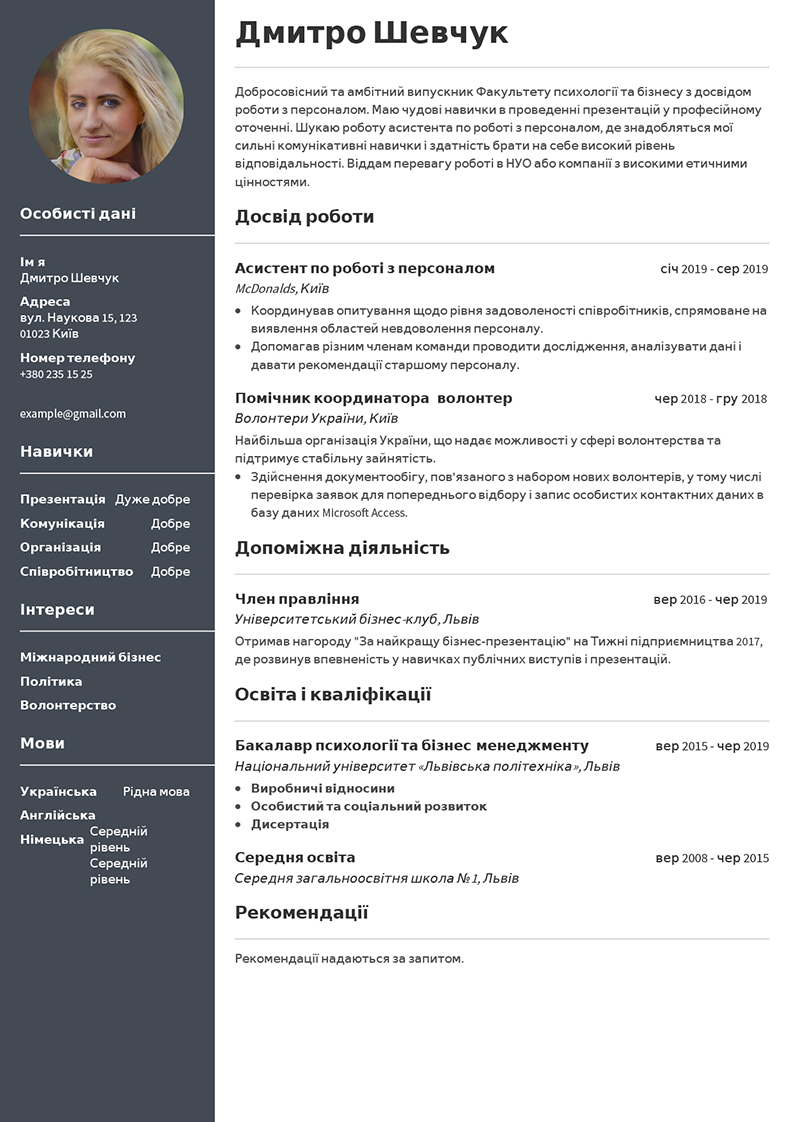 Дмитро Шевчук
Добросовісний та амбітний випускник Факультету психології та бізнесу з досвідом
роботи з персоналом. Маю чудові навички в проведенні презентацій у професійному
оточенні. Шукаю роботу асистента по роботі з персоналом, де знадобляться мої
сильні комунікативні навички і здатність брати на себе високий рівень
відповідальності. Віддам перевагу роботі в НУО або компанії з високими етичними
цінностями.
Особисті дані
Ім я
Дмитро Шевчук
Адреса
вул. Наукова 15, 123
01023 Київ
Номер телефону
+380 235 15 25
example@gmail.com
Навички
Презентація Дуже добре
Комунікація Добре
Організація Добре
Співробітництво Добре
Інтереси
Міжнародний бізнес
Політика
Волонтерство
Мови
Українська Рідна мова
Англійська
Німецька
Середній
рівень
Середній
рівень
Досвід роботи
Асистент по роботі з персоналом січ 2019 - сер 2019
McDonalds, Київ
• Координував опитування щодо рівня задоволеності співробітників, спрямоване на
виявлення областей невдоволення персоналу.
• Допомагав різним членам команди проводити дослідження, аналізувати дані і
давати рекомендації старшому персоналу.
Помічник координатора волонтер чер 2018 - гру 2018
Волонтери України, Київ
Найбільша організація України, що надає можливості у сфері волонтерства та
підтримує стабільну зайнятість.
• Здійснення документообігу, пов'язаного з набором нових волонтерів, у тому числі
перевірка заявок для попереднього відбору і запис особистих контактних даних в
базу даних Microsoft Access.
Допоміжна діяльність
Член правління вер 2016 - чер 2019
Університетський бізнес-клуб, Львів
Отримав нагороду "За найкращу бізнес-презентацію" на Тижні підприємництва 2017,
де розвинув впевненість у навичках публічних виступів і презентацій.
Освіта і кваліфікації
Бакалавр психології та бізнес менеджменту вер 2015 - чер 2019
Національний університет «Львівська політехніка», Львів
• Виробничі відносини
• Особистий та соціальний розвиток
• Дисертація
Середня освіта вер 2008 - чер 2015
Середня загальноосвітня школа №1, Львів
Рекомендації
Рекомендації надаються за запитом.